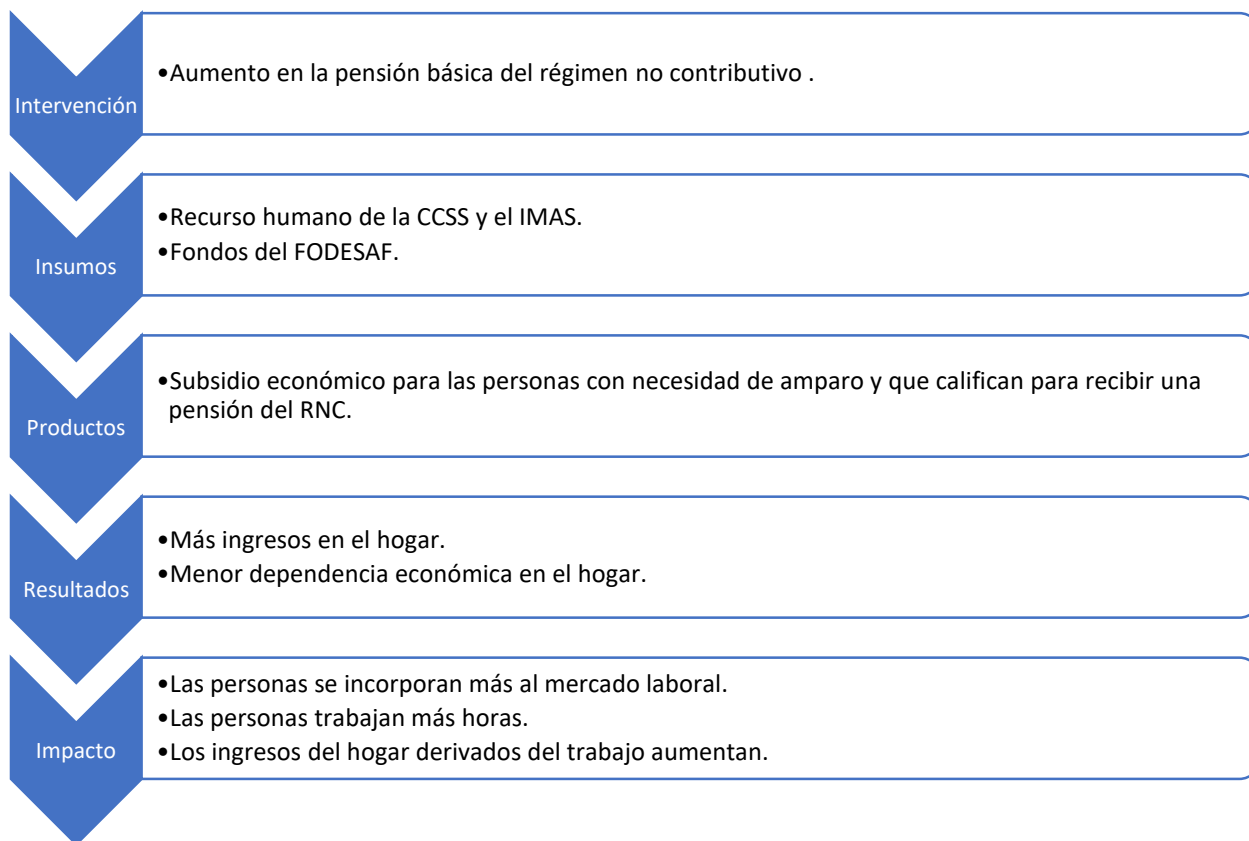 Intervención
•Aumento en la pensión básica del régimen no contributivo .
Insumos
•Recurso humano de la CCSS y el IMAS.
•Fondos del FODESAF.
Productos
•Subsidio económico para las personas con necesidad de amparo y que califican para recibir una
pensión del RNC.
Resultados
•Más ingresos en el hogar.
•Menor dependencia económica en el hogar.
Impacto
•Las personas se incorporan más al mercado laboral.
•Las personas trabajan más horas.
•Los ingresos del hogar derivados del trabajo aumentan.